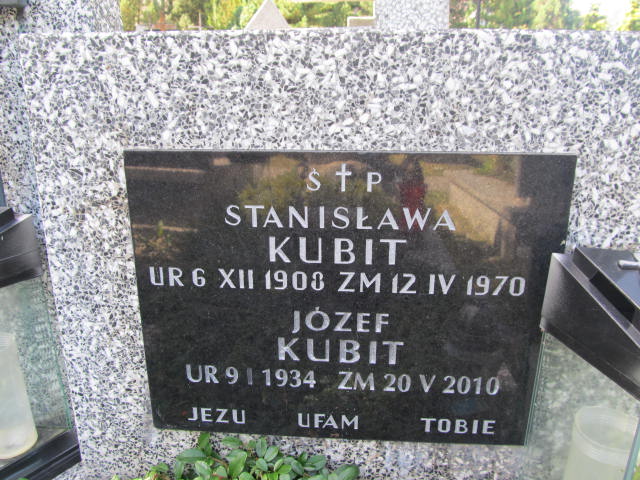 Ś † P
STANISŁAWA
KUBIT
UR 6 XII 1908 ZM 12 IV 1970
JÓZEF
KUBIT
UR 9 I 1934 ZM 20 V 2010
JEZU UFAM TOBIE